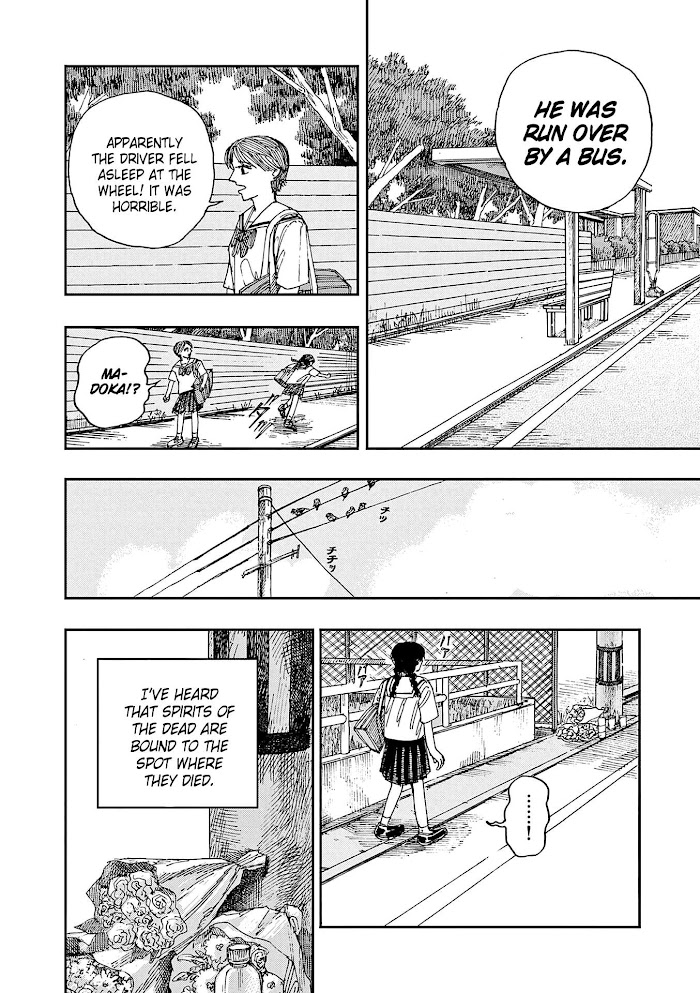 HE WAS
RUN OVER
BY A BUS.
APPARENTLY
THE DRIVER FELL
ASLEEP AT THE
WHEEL! IT WAS
HORRIBLE.
MA-
DOKA!?
チッ
チチッ
ハァ
ハァ
......!
I'VE HEARD
THAT SPIRITS OF
THE DEAD ARE
BOUND TO THE
SPOT WHERE
THEY DIED.